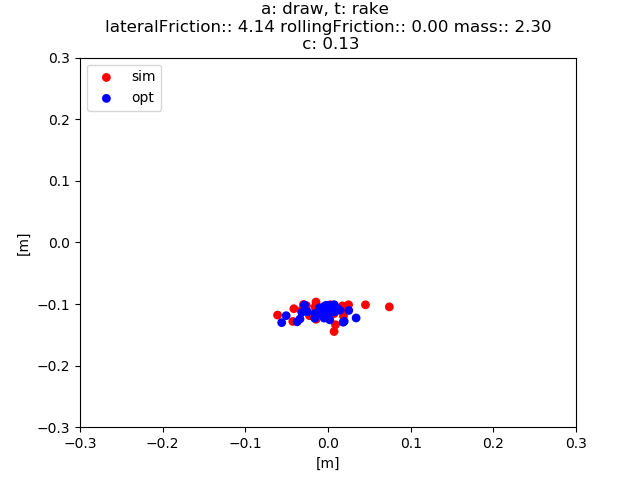 a: draw, t: rake
lateralFriction:: 4.14 rollingFriction:: 0.00 mass:: 2.30
c: 0.13
sim
opt
0.3
0.2
0.1
0.0
−0.1
−0.2
−0.3
[m]
−0.3 −0.2 −0.1 0.0 0.1 0.2 0.3
[m]